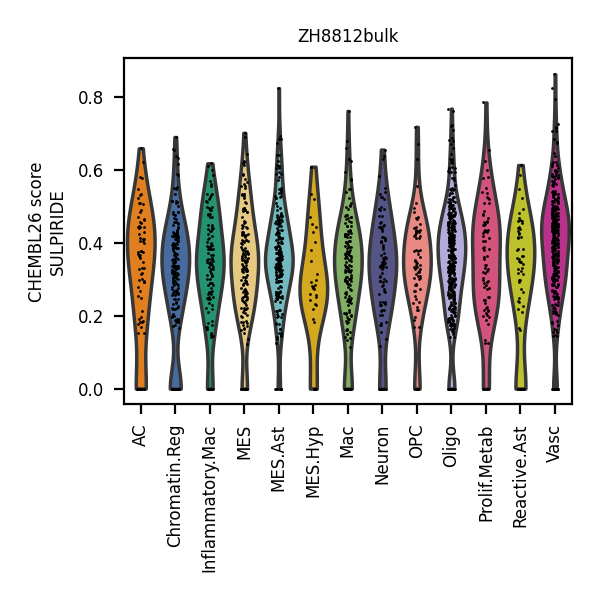 ZH8812bulk
CHEMBL26 score
SULPIRIDE
0.8
0.6
0.4
0.2
0.0
AC
Chromatin.Reg
Inflammatory.Mac
MES
MES.Ast
MES.Hyp
Mac
Neuron
OPC
Oligo
Prolif.Metab
Reactive.Ast
Vasc